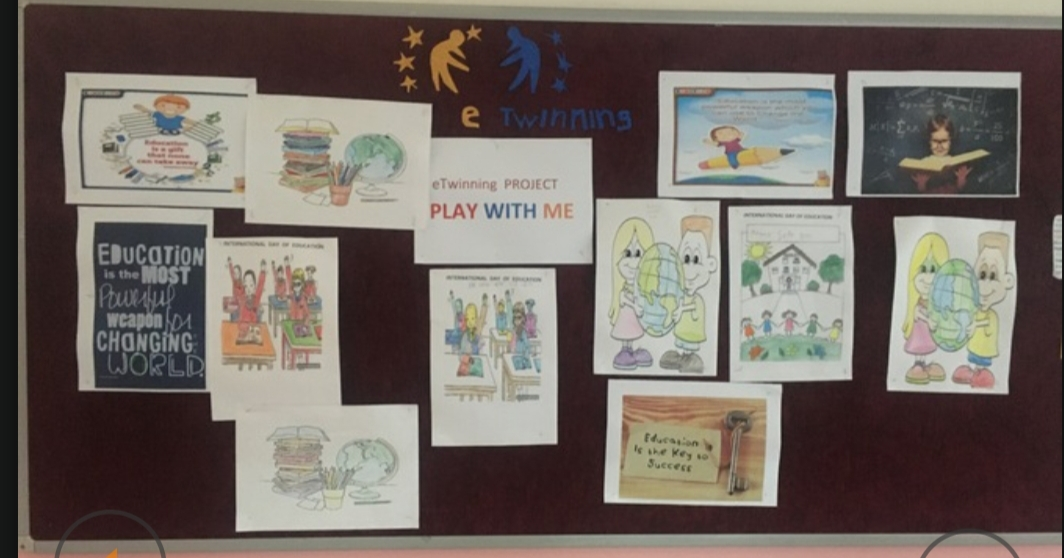 e Twinning
Education
is a gift
that none
can take away
eTwinning PROJECT
PLAY WITH ME
EDUCATION
is the MOST
Powerful
weapon for
CHANGING
WORLD
INTERNATIONAL DAY OF EDUCATION
INTERNATIONAL DAY OF EDUCATION
INTERNATIONAL DAY OF EDUCATION
Education
Is the Key to
Success